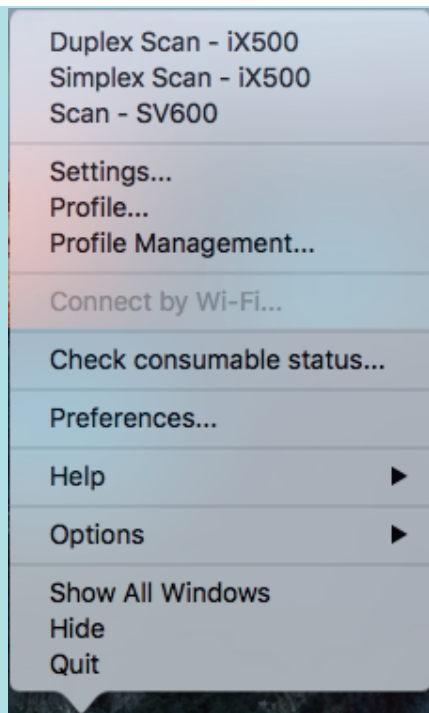 Duplex Scan - iX500
Simplex Scan - iX500
Scan - SV600
Settings...
Profile...
Profile Management...
Connect by Wi-Fi...
Check consumable status...
Preferences...
Help
Options
Show All Windows
Hide
Quit